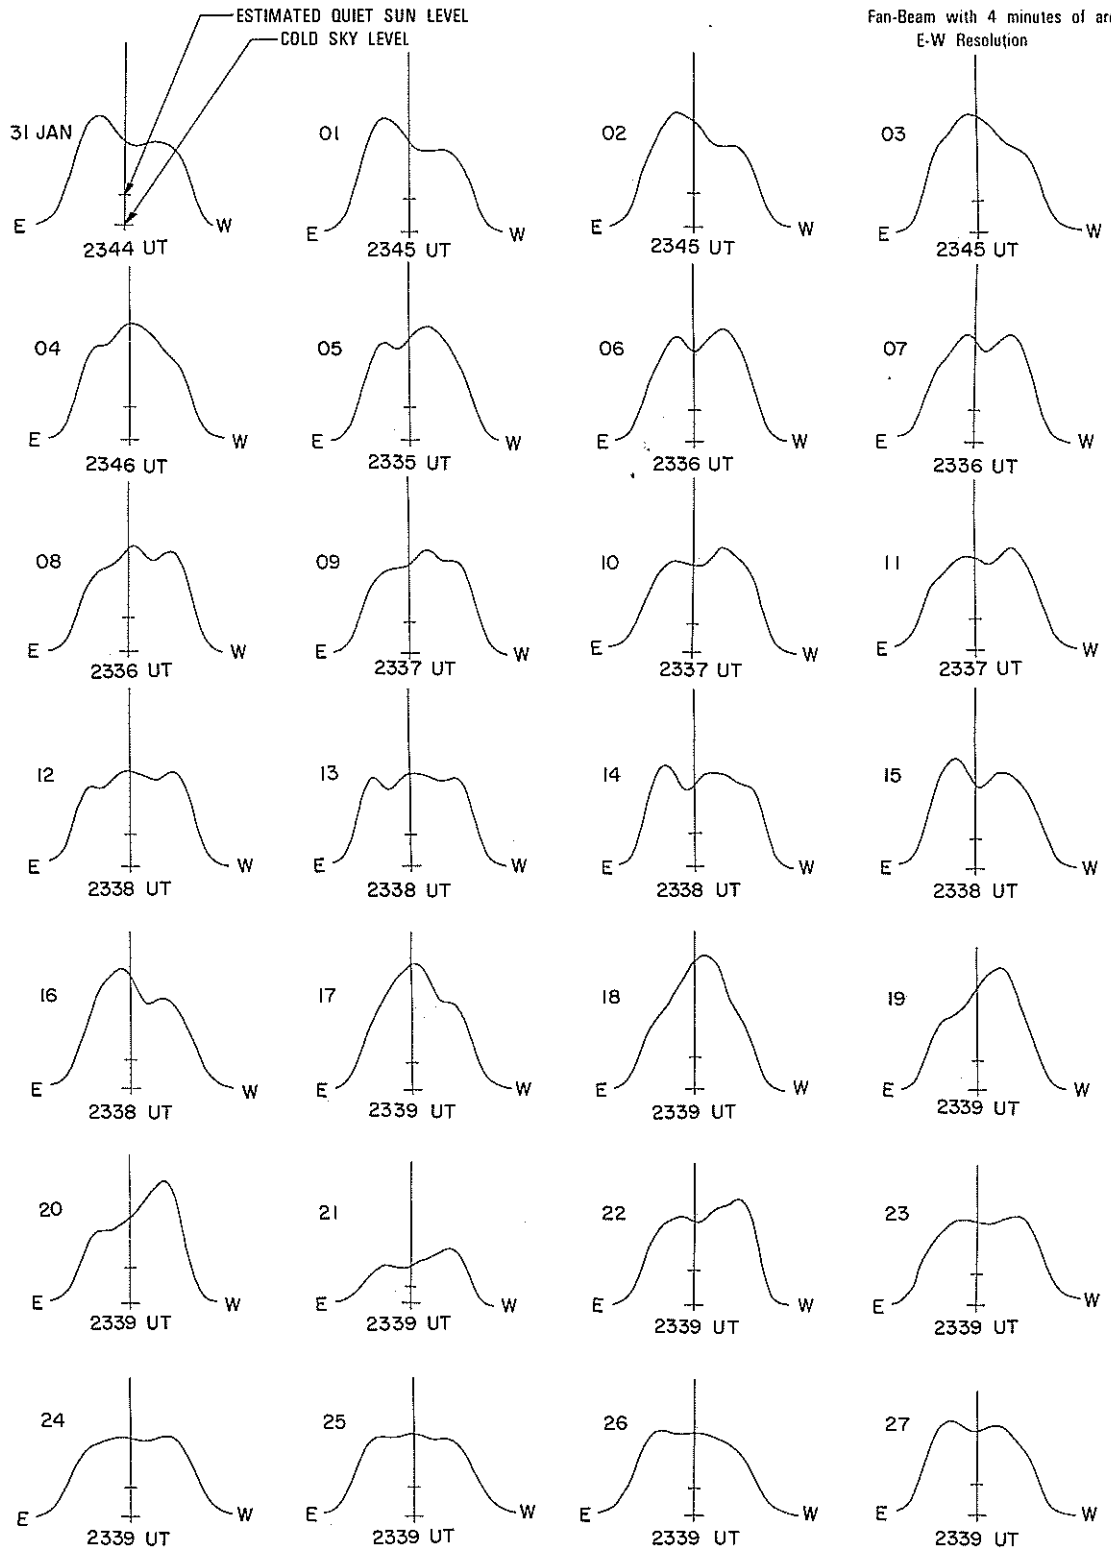 ESTIMATED QUIET SUN LEVEL
COLD SKY LEVEL
Fan-Beam with 4 minutes of
E-W Resolution
31 JAN
E W
2344 UT
01
E W
2345 UT
02
E W
2345 UT
03
E W
2345 UT
04
E W
2346 UT
05
E W
2335 UT
06
E W
2336 UT
07
E W
2336 UT
08
E W
2336 UT
09
E W
2337 UT
10
E W
2337 UT
11
E W
2337 UT
12
E W
2338 UT
13
E W
2338 UT
14
E W
2338 UT
15
E W
2338 UT
16
E W
2338 UT
17
E W
2339 UT
18
E W
2339 UT
19
E W
2339 UT
20
E W
2339 UT
21
E W
2339 UT
22
E W
2339 UT
23
E W
2339 UT
24
E W
2339 UT
25
E W
2339 UT
26
E W
2339 UT
27
E W
2339 UT